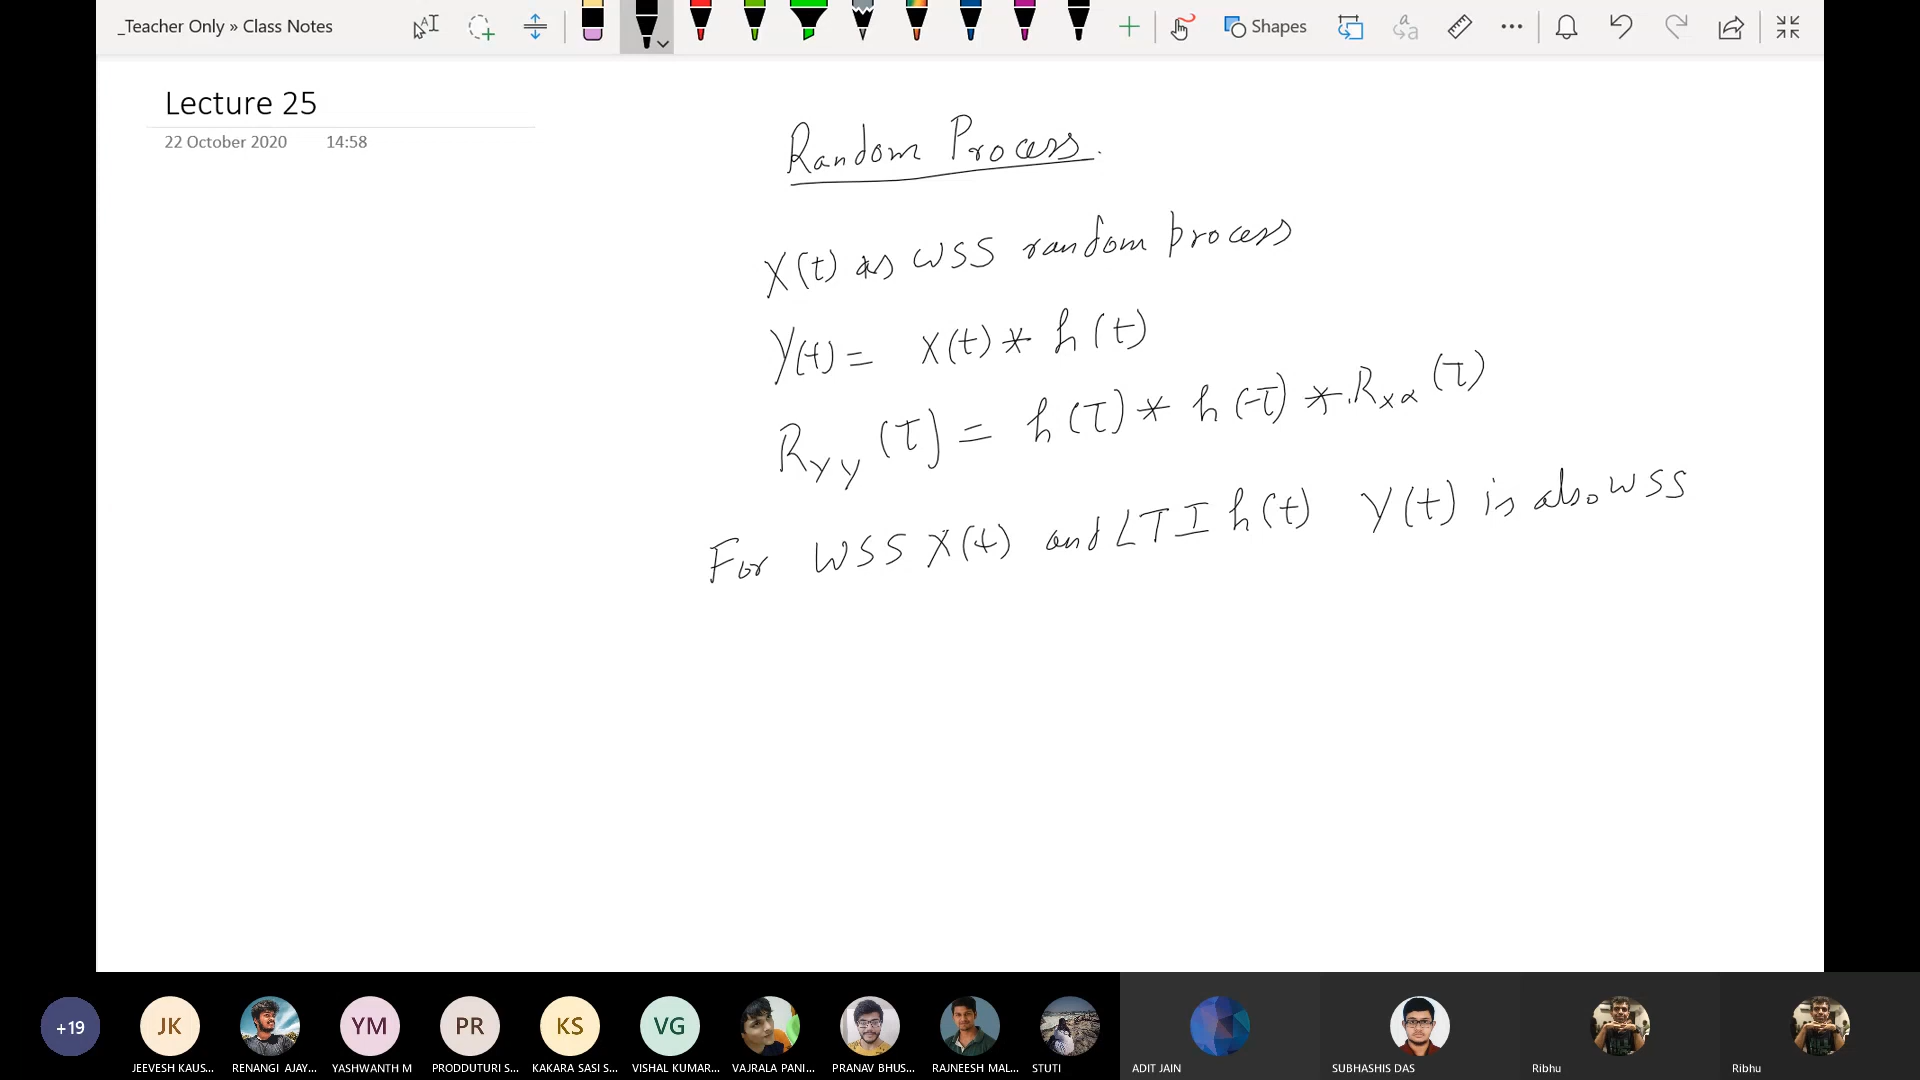 _Teacher Only » Class Notes
Shapes
Lecture 25
22 October 2020 14:58
Random Process.
X(t) as WSS random process
Y(t) = X(t) * h(t)
R_YY(τ) = h(τ) * h(-τ) * R_XX(τ)
For WSS X(t) and LTI h(t) Y(t) is also WSS
+19
JK
YM
PR
KS
VG
JEEVESH KAUS...
RENANGI AJAY...
YASHWANTH M
PRODDUTURI S...
KAKARA SASI S...
VISHAL KUMAR...
VAJRALA PANI...
PRANAV BHUS...
RAJNEESH MAL...
STUTI
ADIT JAIN
SUBHASHIS DAS
Ribhu
Ribhu